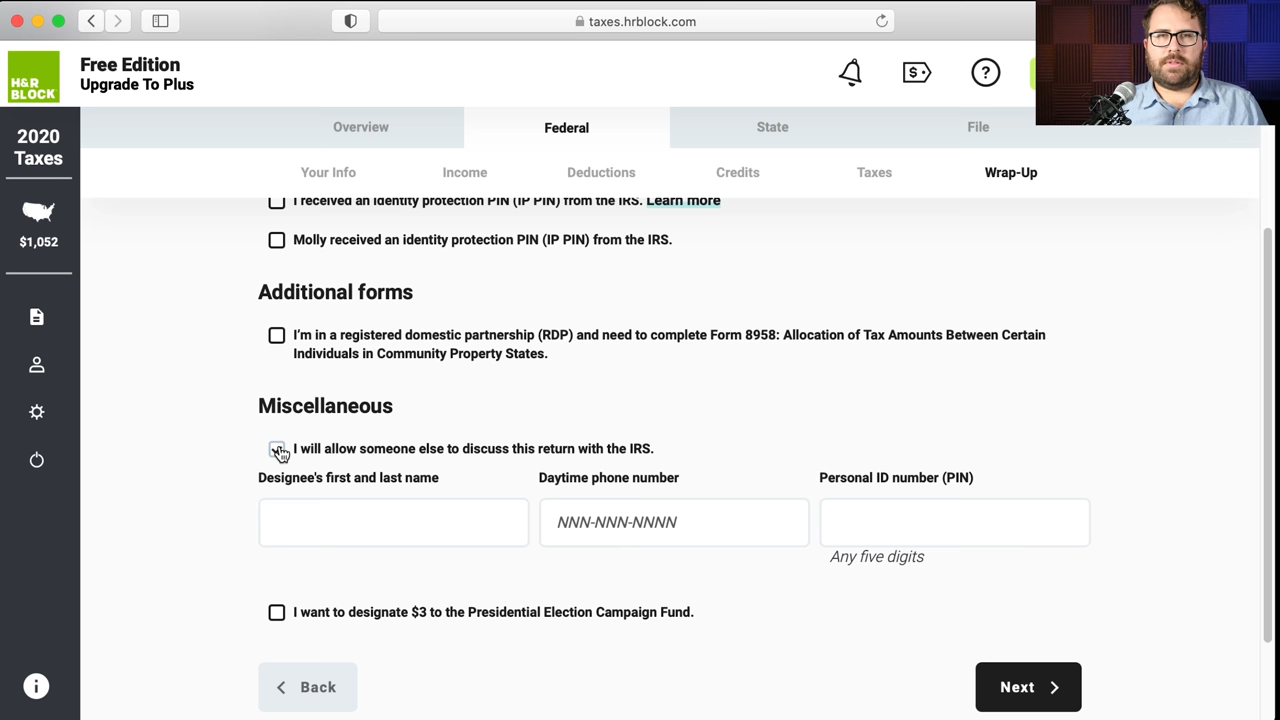 taxes.hrblock.com
H&R
BLOCK
Free Edition
Upgrade To Plus
$
?
2020
Taxes
$1,052
Overview
Federal
State
File
Your Info
Income
Deductions
Credits
Taxes
Wrap-Up
I received an identity protection PIN (IP PIN) from the IRS. Learn more
Molly received an identity protection PIN (IP PIN) from the IRS.
Additional forms
I'm in a registered domestic partnership (RDP) and need to complete Form 8958: Allocation of Tax Amounts Between Certain
Individuals in Community Property States.
Miscellaneous
I will allow someone else to discuss this return with the IRS.
Designee's first and last name
Daytime phone number
Personal ID number (PIN)
NNN-NNN-NNNN
Any five digits
I want to designate $3 to the Presidential Election Campaign Fund.
Back
Next